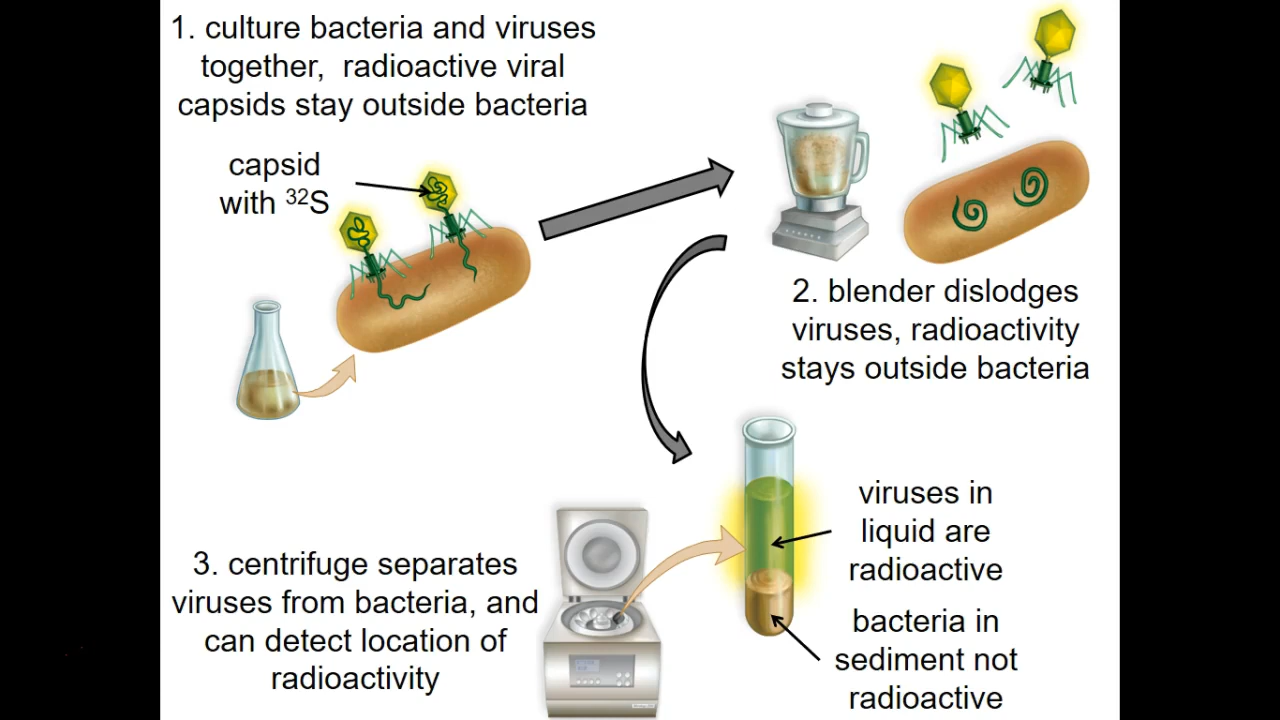 1. culture bacteria and viruses
together, radioactive viral
capsids stay outside bacteria
capsid
with ³²S
2. blender dislodges
viruses, radioactivity
stays outside bacteria
3. centrifuge separates
viruses from bacteria, and
can detect location of
radioactivity
viruses in
liquid are
radioactive
bacteria in
sediment not
radioactive